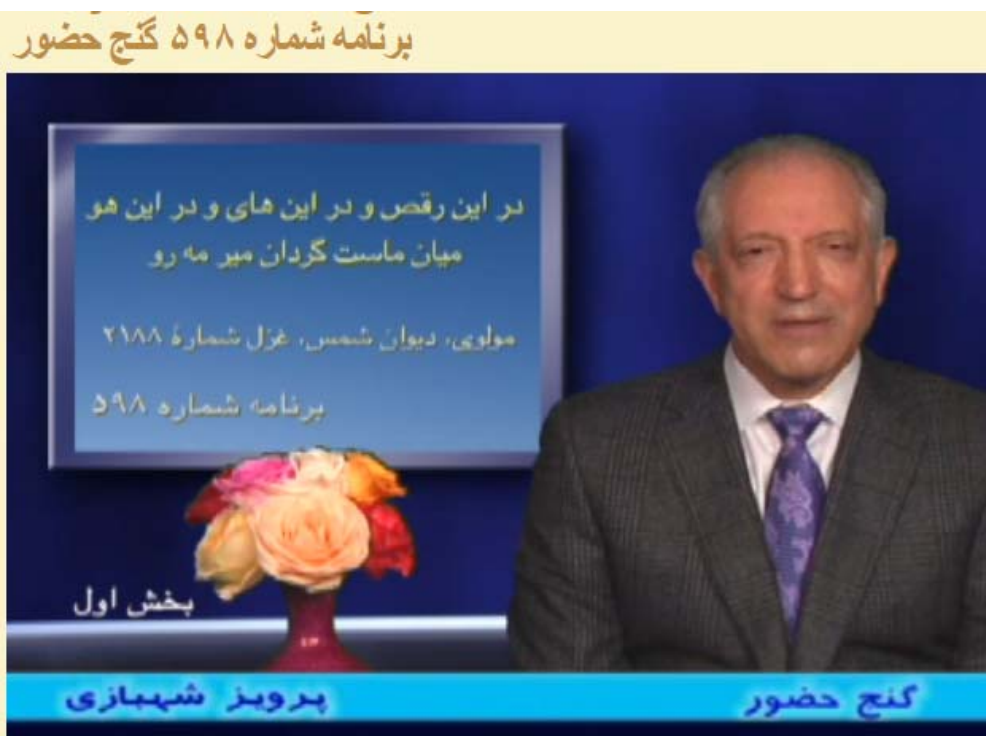 برنامه شماره ۵۹۸ گنج حضور
در این رقص و در این های و در این هو
میان ماست گردان میر مه رو
مولوی، دیوان شمس، غزل شمارهٔ ۲۱۸۸
برنامه شماره ۵۹۸
بخش اول
گنج حضور
پرویز شهبازی